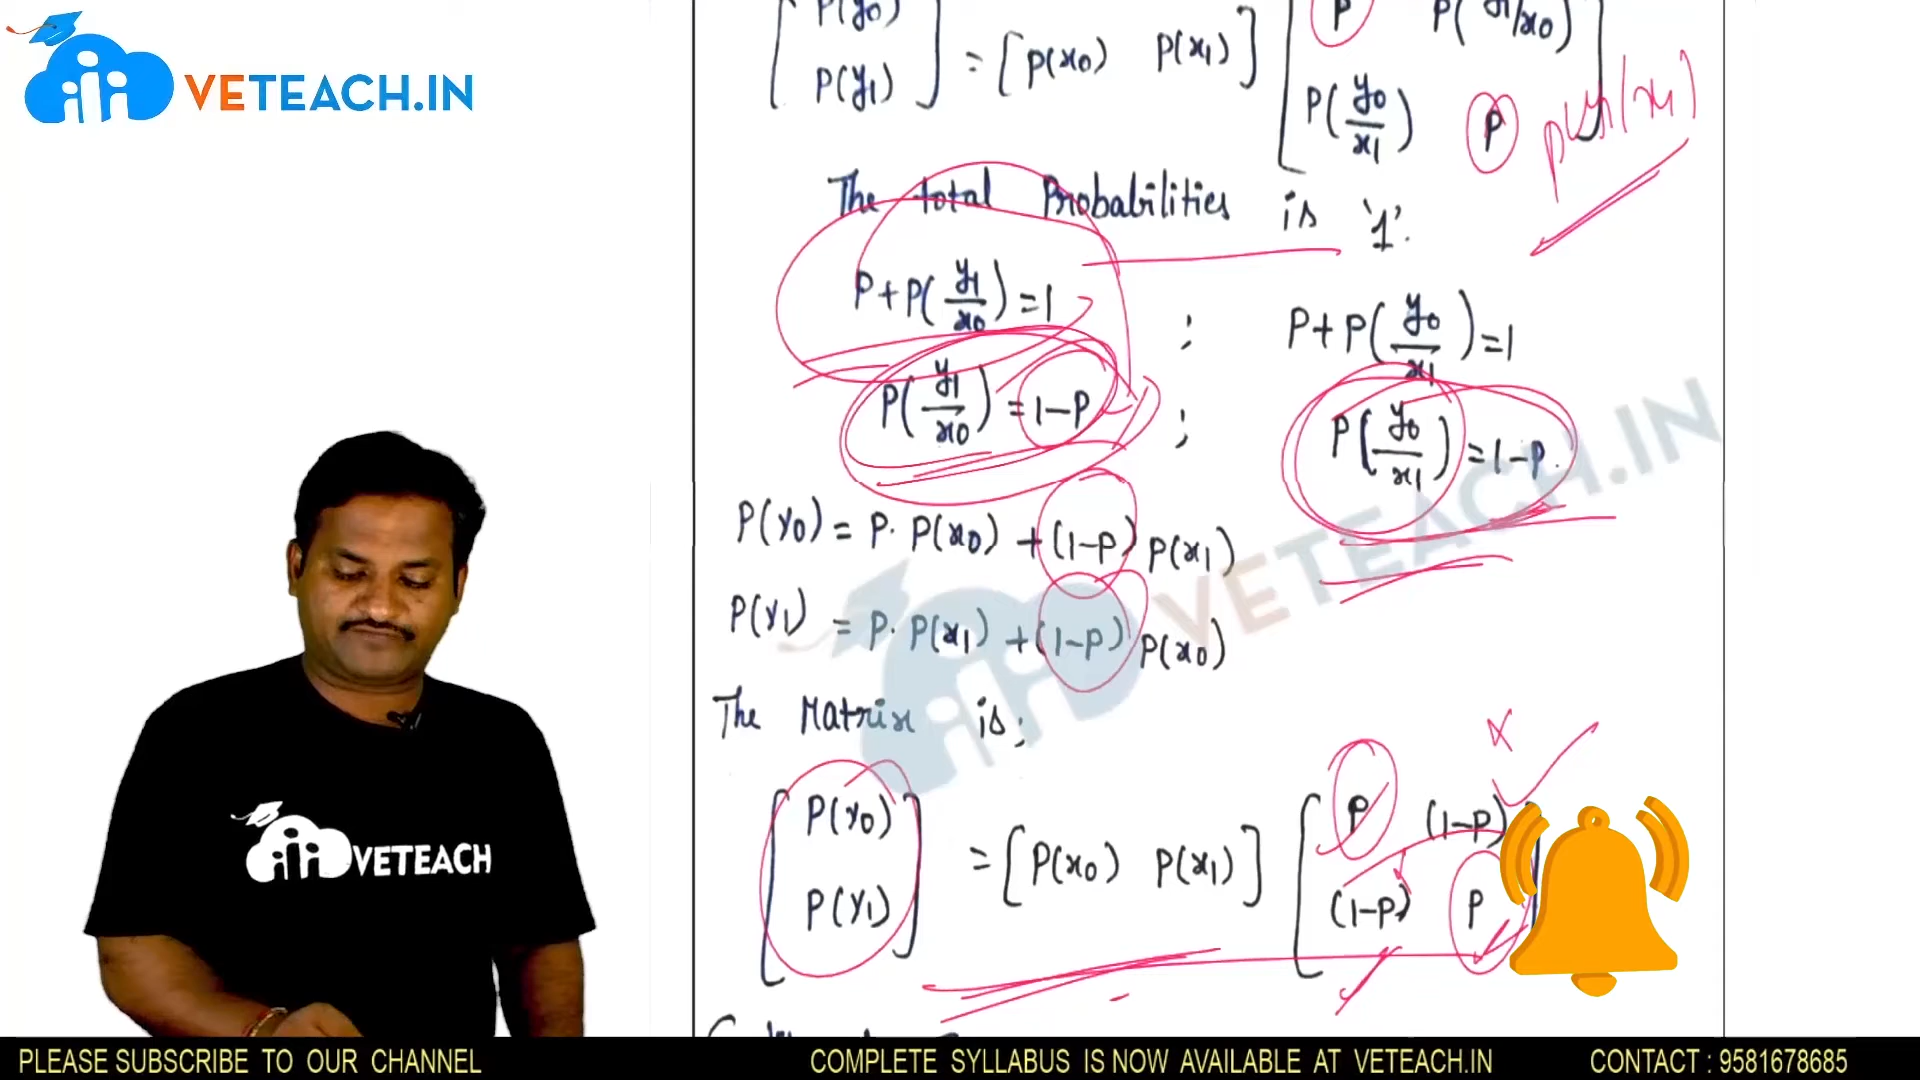 VETEACH.IN
[P(y0) P(y1)] = [P(x0) P(x1)] [P P(y1/x0) P(y0/x1) P] P(y1/x1)
The total Probabilities is '1'.
P+P(y1/x0)=1 ; P+P(y0/x1)=1
P(y1/x0)=1-P ; P(y0/x1)=1-P.
P(y0)= P. P(x0) +(1-P) P(x1)
P(y1) = P. P(x1) +(1-P) P(x0)
The Matrix is;
[P(y0) P(y1)] = [P(x0) P(x1)] [P (1-P) (1-P) P]
VETEACH.IN
VETEACH
PLEASE SUBSCRIBE TO OUR CHANNEL COMPLETE SYLLABUS IS NOW AVAILABLE AT VETEACH.IN CONTACT : 9581678685